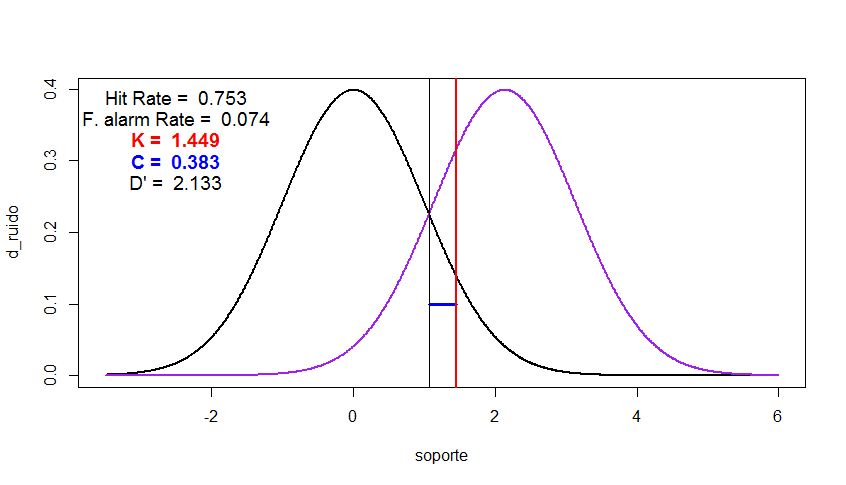 Hit Rate =  0.753
F. alarm Rate =  0.074
K =  1.449
C =  0.383
D' =  2.133
d_ruido
0.0
0.1
0.2
0.3
0.4
-2
0
2
4
6
soporte